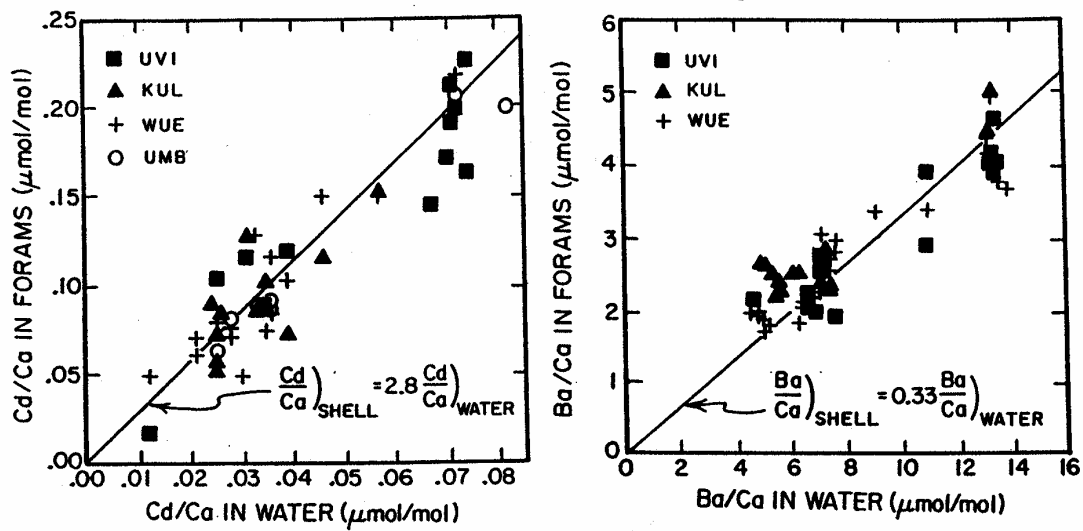 .25
.20
.15
.10
.05
.00
Cd/Ca IN FORAMS (μmol/mol)
UVI
KUL
WUE
UMB
Cd/Ca)SHELL =2.8 Cd/Ca)WATER
.00 .01 .02 .03 .04 .05 .06 .07 .08
Cd/Ca IN WATER (μmol/mol)
6
5
4
3
2
1
0
Ba/Ca IN FORAMS (μmol/mol)
UVI
KUL
WUE
Ba/Ca)SHELL =0.33 Ba/Ca)WATER
0 2 4 6 8 10 12 14 16
Ba/Ca IN WATER (μmol/mol)